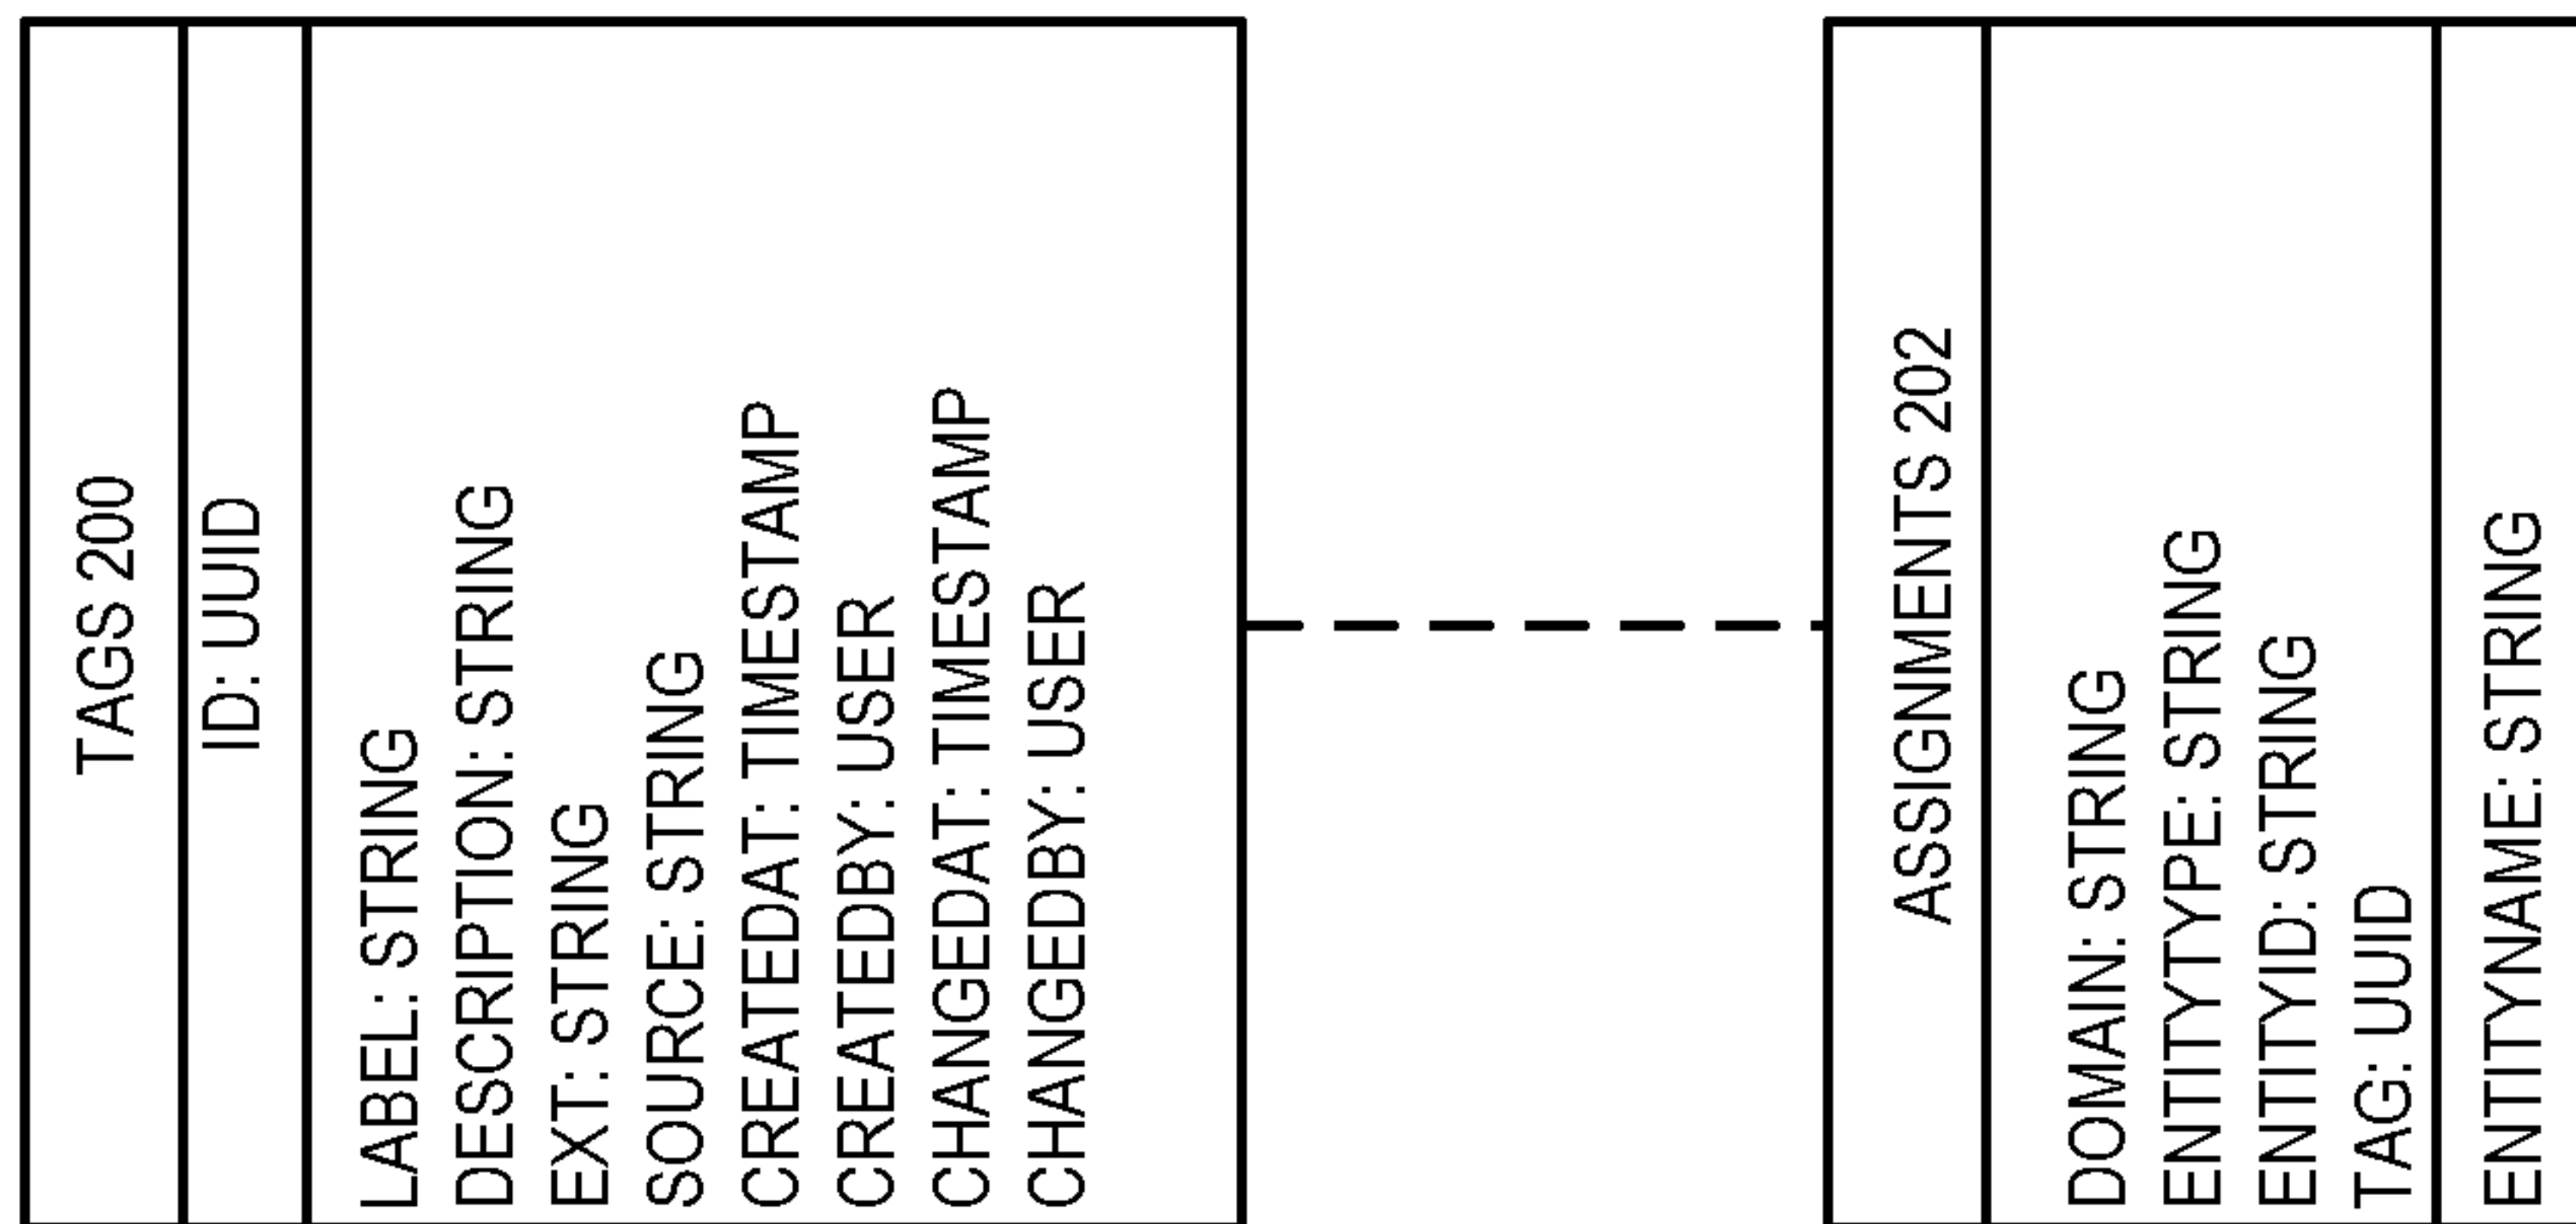 TAGS 200
ID: UUID
LABEL: STRING
DESCRIPTION: STRING
EXT: STRING
SOURCE: STRING
CREATEDAT: TIMESTAMP
CREATEDBY: USER
CHANGEDAT: TIMESTAMP
CHANGEDBY: USER
ASSIGNMENTS 202
DOMAIN: STRING
ENTITYTYPE: STRING
ENTITYID: STRING
TAG: UUID
ENTITYNAME: STRING